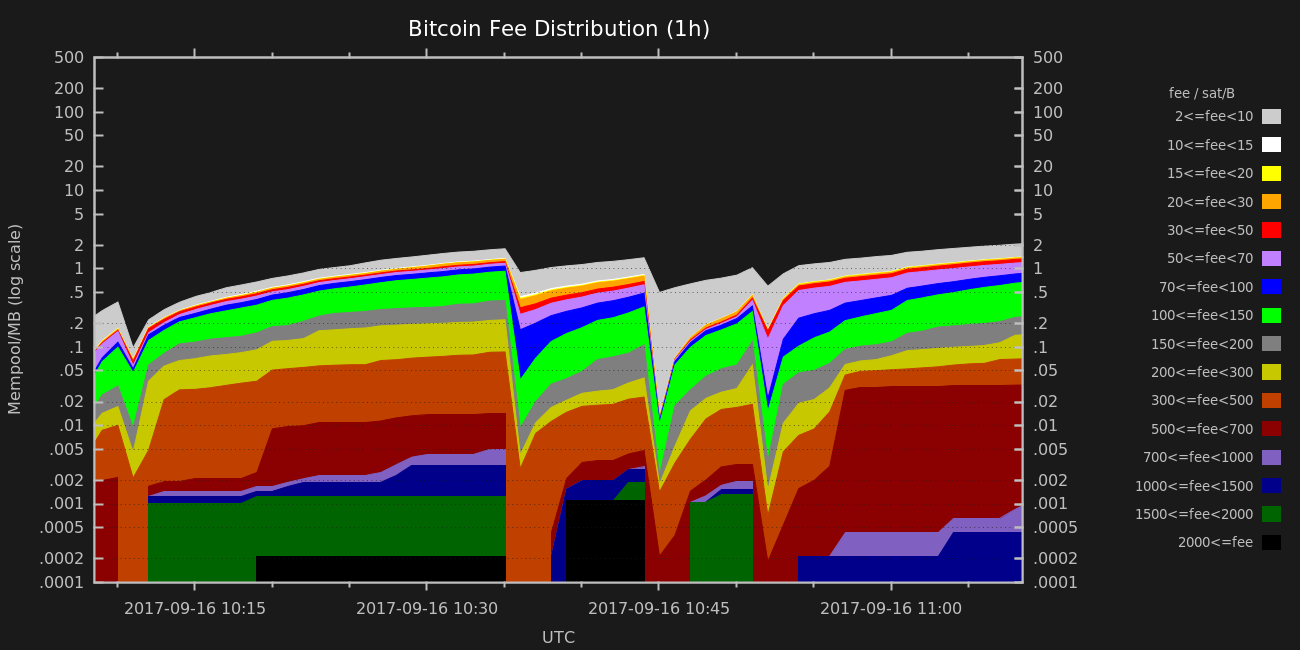 Bitcoin Fee Distribution (1h)
Mempool/MB (log scale)
500
200
100
50
20
10
5
2
1
.5
.2
.1
.05
.02
.01
.005
.002
.001
.0005
.0002
.0001
500
200
100
50
20
10
5
2
1
.5
.2
.1
.05
.02
.01
.005
.002
.001
.0005
.0002
.0001
2017-09-16 10:15
2017-09-16 10:30
2017-09-16 10:45
2017-09-16 11:00
UTC
fee / sat/B
2<=fee<10
10<=fee<15
15<=fee<20
20<=fee<30
30<=fee<50
50<=fee<70
70<=fee<100
100<=fee<150
150<=fee<200
200<=fee<300
300<=fee<500
500<=fee<700
700<=fee<1000
1000<=fee<1500
1500<=fee<2000
2000<=fee